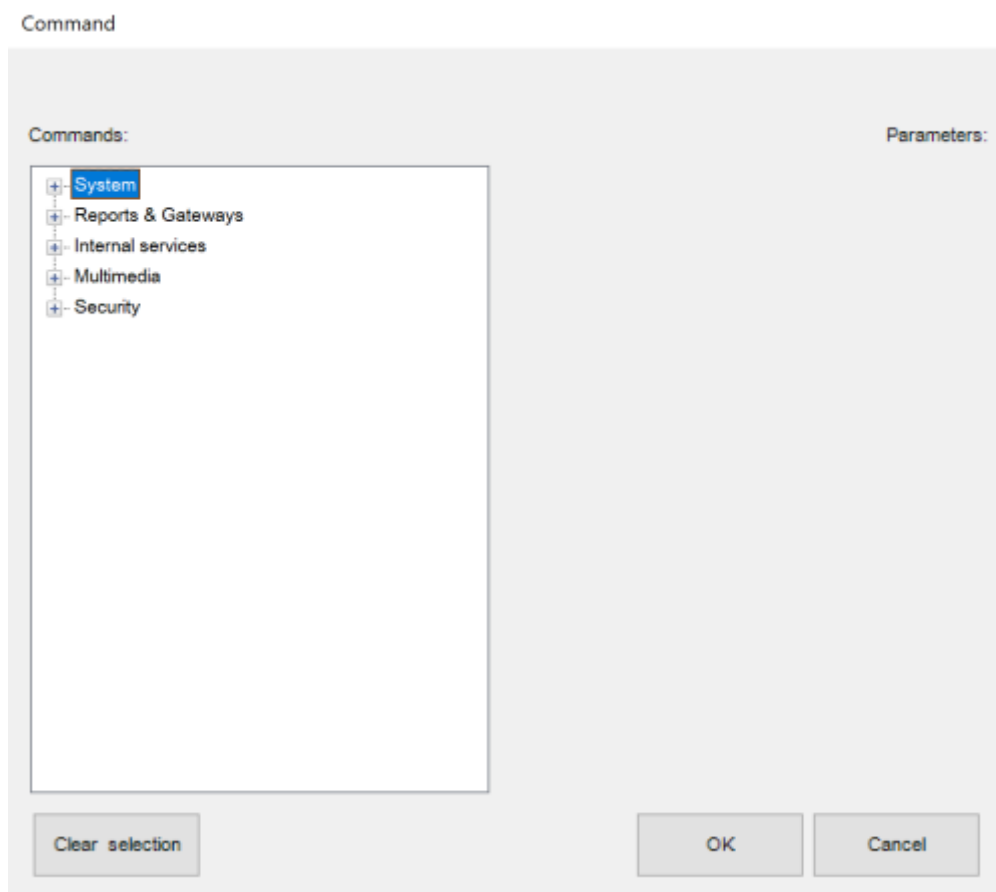 Command
Commands:
Parameters:
System
Reports & Gateways
Internal services
Multimedia
Security
Clear selection
OK
Cancel